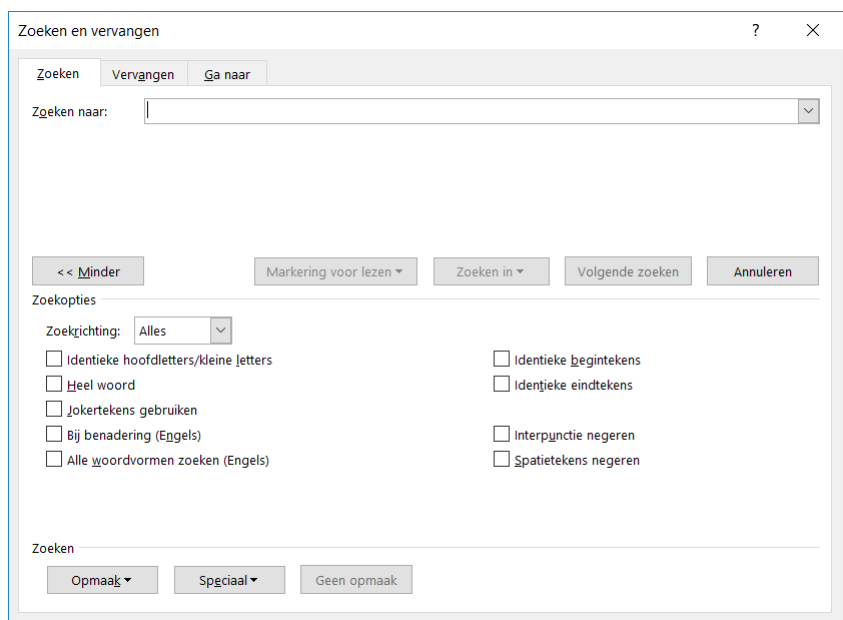 Zoeken en vervangen
Zoeken Vervangen Ga naar
Zoeken naar:
<< Minder Markering voor lezen Zoeken in Volgende zoeken Annuleren
Zoekopties
Zoekrichting: Alles
Identieke hoofdletters/kleine letters Identieke begintekens
Heel woord Identieke eindtekens
Jokertekens gebruiken
Bij benadering (Engels) Interpunctie negeren
Alle woordvormen zoeken (Engels) Spatietekens negeren
Zoeken
Opmaak Speciaal Geen opmaak